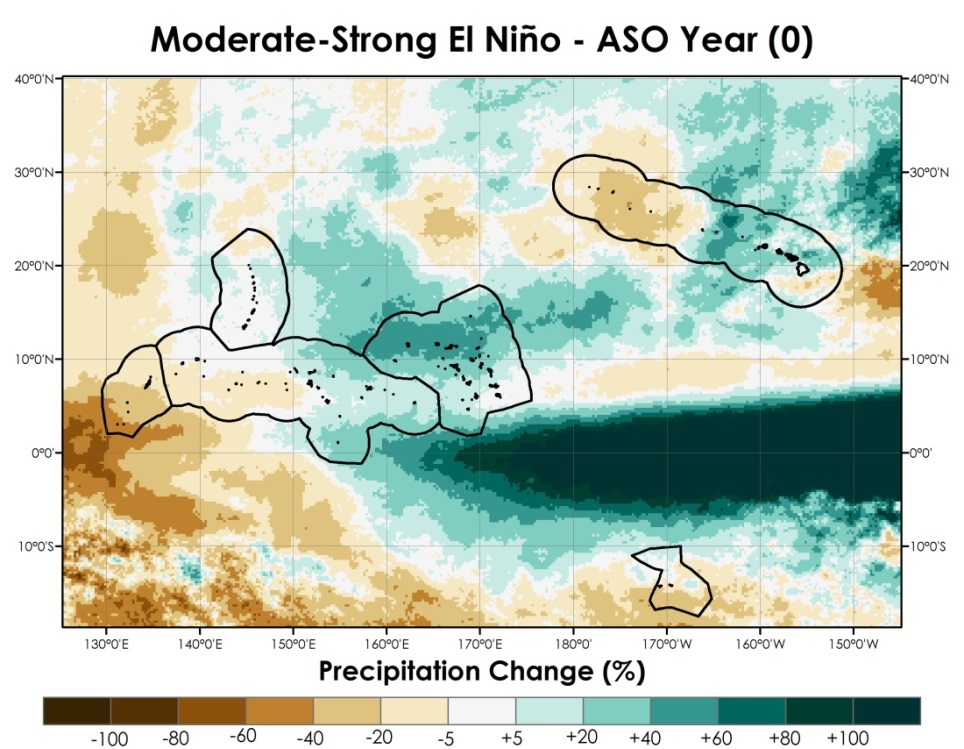 Moderate-Strong El Niño - ASO Year (0)
40°0'N 40°0'N
30°0'N 30°0'N
20°0'N 20°0'N
10°0'N 10°0'N
0°0' 0°0'
10°0'S 10°0'S
130°0'E 140°0'E 150°0'E 160°0'E 170°0'E 180° 170°0'W 160°0'W 150°0'W
Precipitation Change (%)
-100 -80 -60 -40 -20 -5 +5 +20 +40 +60 +80 +100